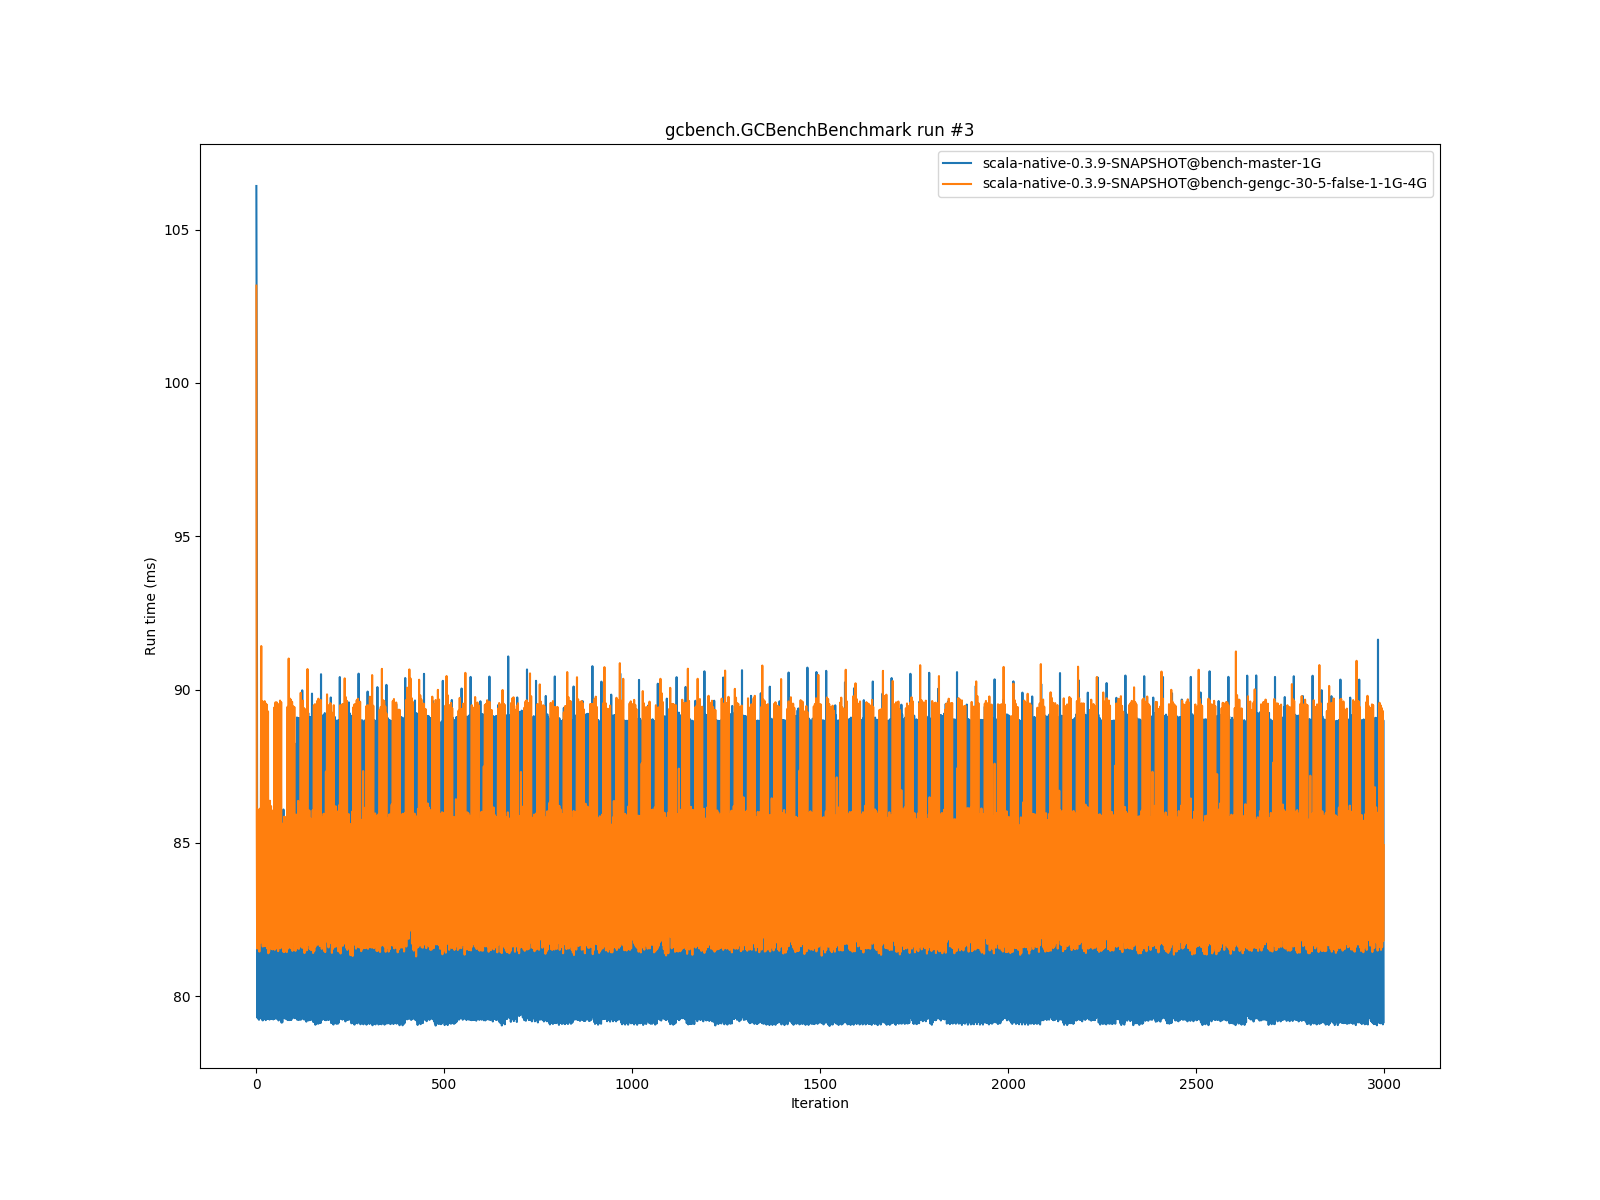 gcbench.GCBenchBenchmark run #3
scala-native-0.3.9-SNAPSHOT@bench-master-1G
scala-native-0.3.9-SNAPSHOT@bench-gengc-30-5-false-1-1G-4G
Run time (ms)
105
100
95
90
85
80
0 500 1000 1500 2000 2500 3000
Iteration